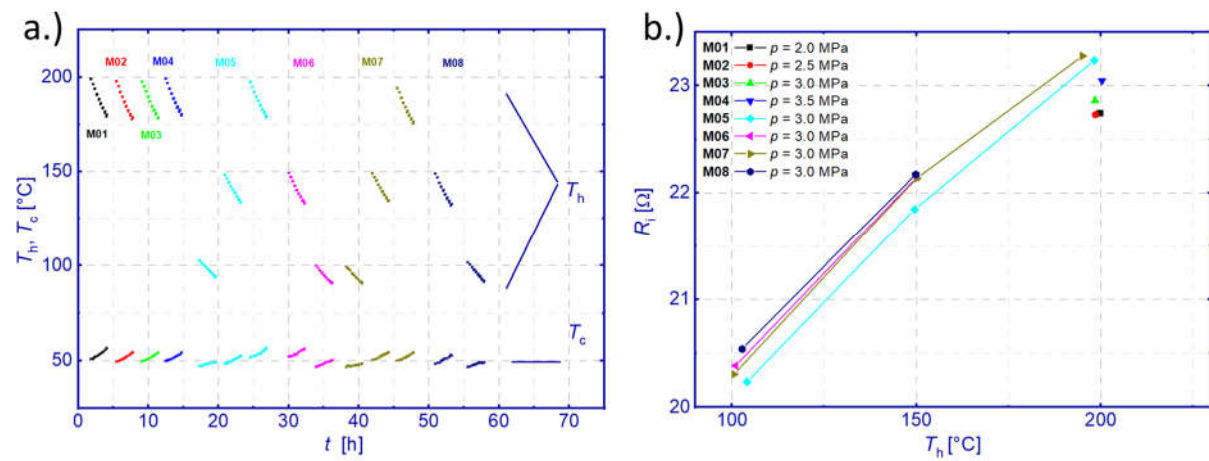 a.)
M02 M04 M05 M06 M07 M08
M01
M03
200
150
100
50
T_h, T_c [°C]
T_h
T_c
0 10 20 30 40 50 60 70 75
t [h]
b.)
M01 p = 2.0 MPa
M02 p = 2.5 MPa
M03 p = 3.0 MPa
M04 p = 3.5 MPa
M05 p = 3.0 MPa
M06 p = 3.0 MPa
M07 p = 3.0 MPa
M08 p = 3.0 MPa
23
22
21
20
R_i [Ω]
100 150 200
T_h [°C]